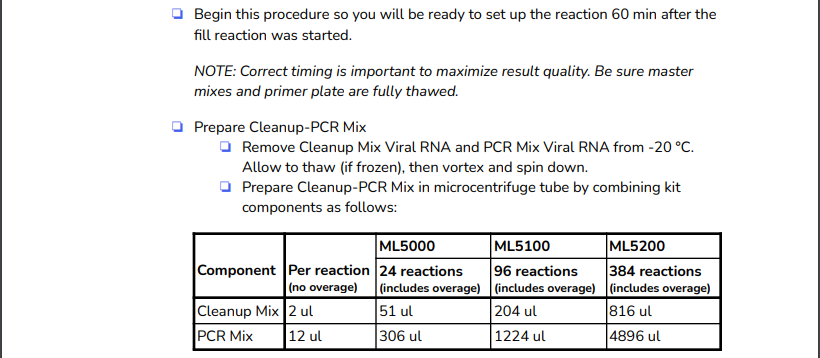 Begin this procedure so you will be ready to set up the reaction 60 min after the
fill reaction was started.
NOTE: Correct timing is important to maximize result quality. Be sure master
mixes and primer plate are fully thawed.
Prepare Cleanup-PCR Mix
Remove Cleanup Mix Viral RNA and PCR Mix Viral RNA from -20 °C.
Allow to thaw (if frozen), then vortex and spin down.
Prepare Cleanup-PCR Mix in microcentrifuge tube by combining kit
components as follows:
ML5000 ML5100 ML5200
Component Per reaction 24 reactions 96 reactions 384 reactions
(no overage) (includes overage) (includes overage) (includes overage)
Cleanup Mix 2 ul 51 ul 204 ul 816 ul
PCR Mix 12 ul 306 ul 1224 ul 4896 ul